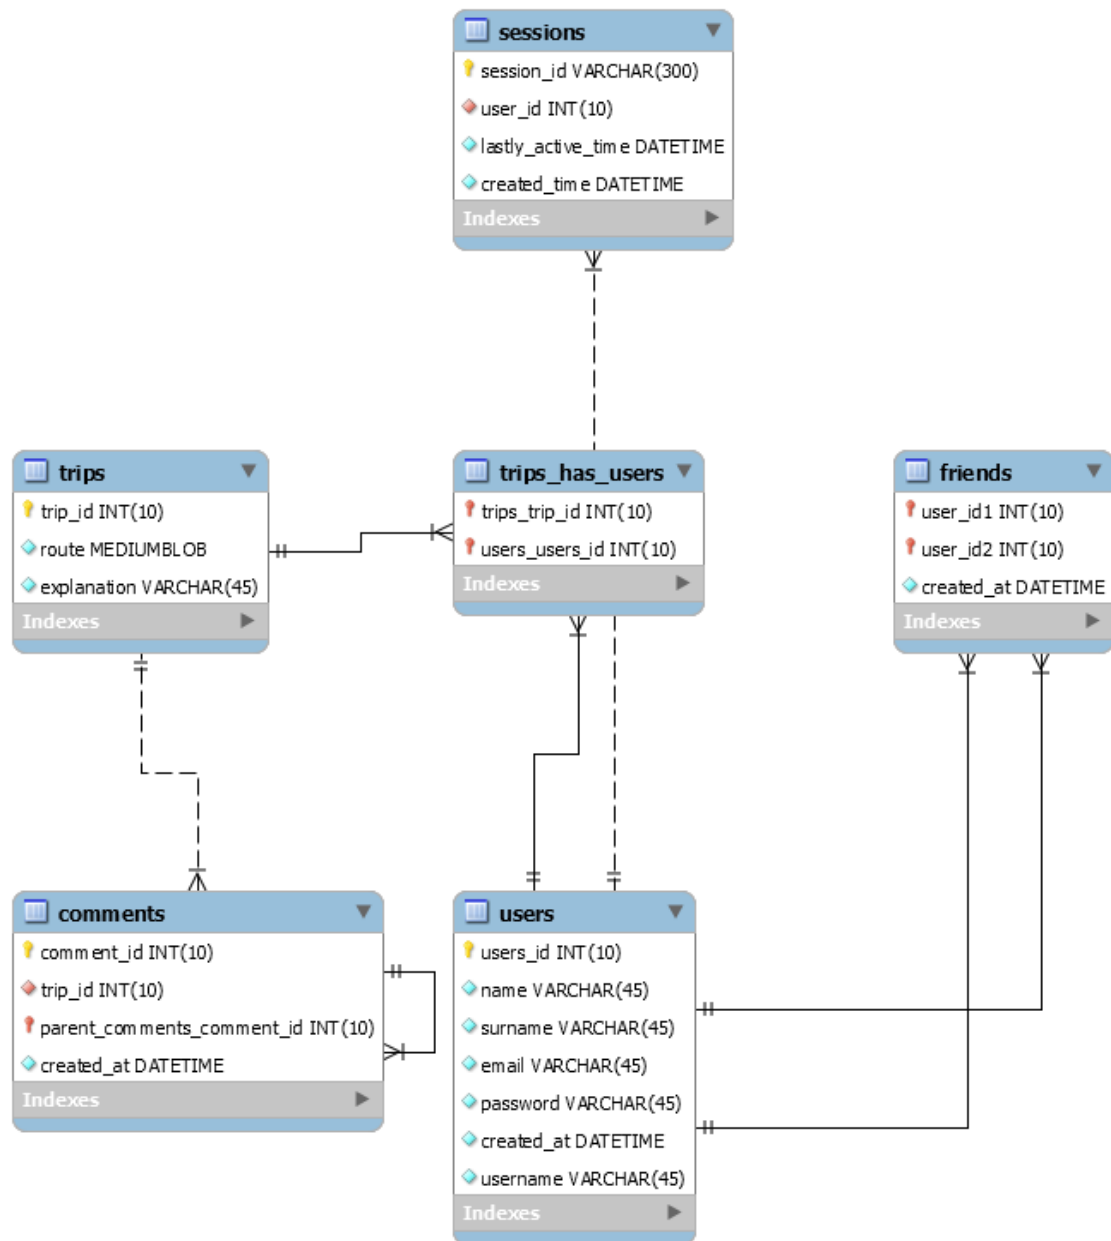 sessions
session_id VARCHAR(300)
user_id INT(10)
lastly_active_time DATETIME
created_time DATETIME
Indexes
trips
trip_id INT(10)
route MEDIUMBLOB
explanation VARCHAR(45)
Indexes
trips_has_users
trips_trip_id INT(10)
users_users_id INT(10)
Indexes
friends
user_id1 INT(10)
user_id2 INT(10)
created_at DATETIME
Indexes
comments
comment_id INT(10)
trip_id INT(10)
parent_comments_comment_id INT(10)
created_at DATETIME
Indexes
users
users_id INT(10)
name VARCHAR(45)
surname VARCHAR(45)
email VARCHAR(45)
password VARCHAR(45)
created_at DATETIME
username VARCHAR(45)
Indexes